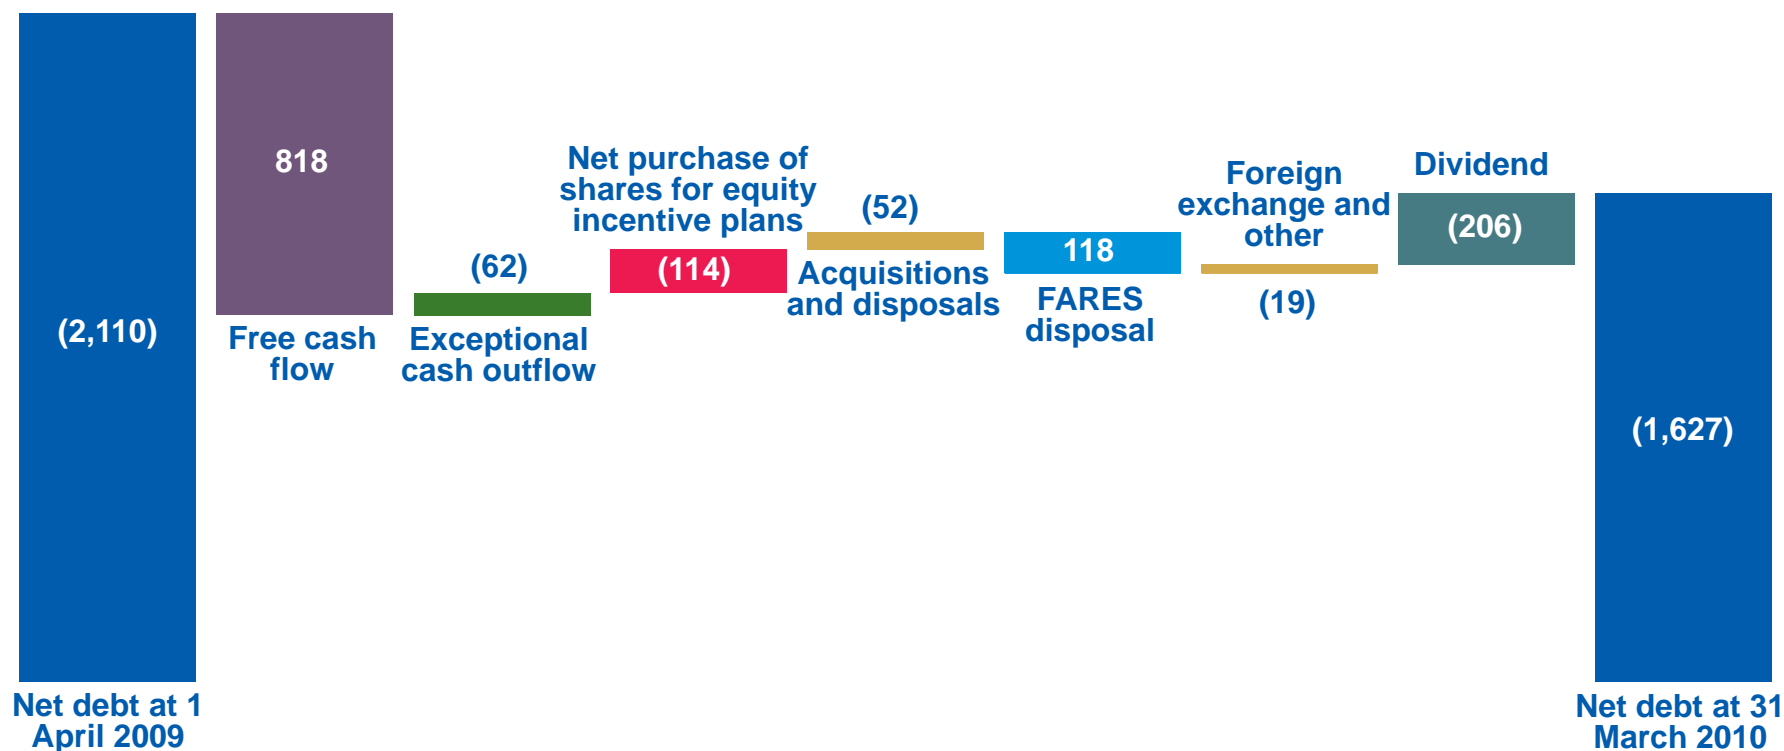 (2,110)
Net debt at 1
April 2009
818
Free cash
flow
(62)
Exceptional
cash outflow
Net purchase of
shares for equity
incentive plans
(114)
(52)
Acquisitions
and disposals
118
FARES
disposal
Foreign
exchange and
other
(19)
Dividend
(206)
(1,627)
Net debt at 31
March 2010